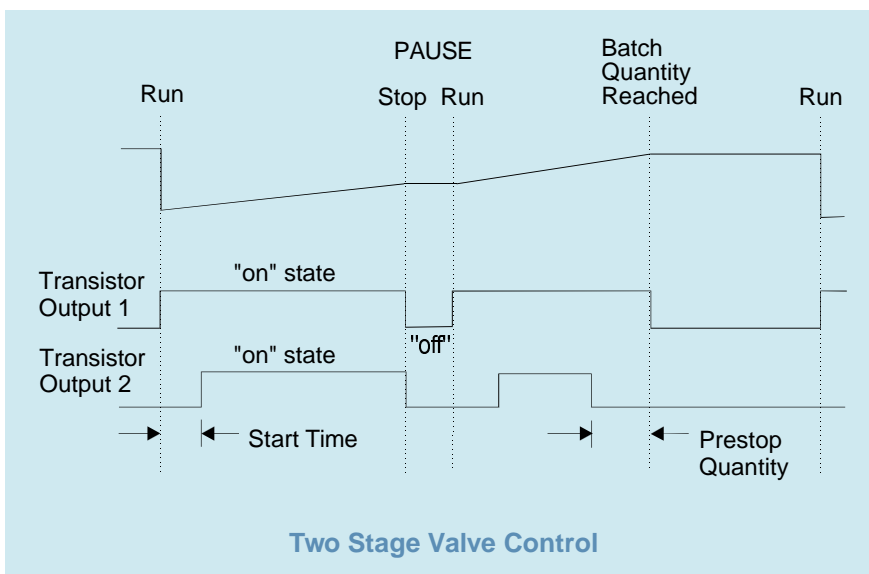 PAUSE
Batch
Quantity
Reached
Run
Stop Run
Run
Transistor
Output 1
"on" state
"off"
Transistor
Output 2
"on" state
Start Time
Prestop
Quantity
Two Stage Valve Control